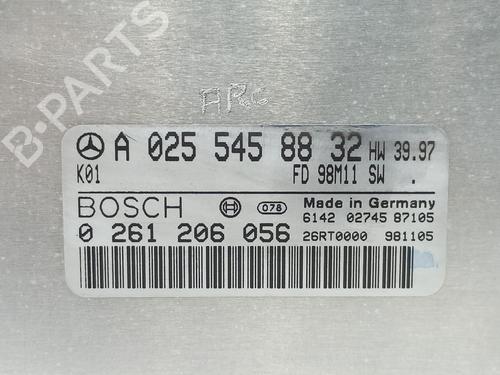 B-PARTS
ARC
A 025 545 88 32 HW 39.97
K01 FD 98M11 SW .
BOSCH 078 Made in Germany
6142 02745 87105
0 261 206 056 26RT0000 981105